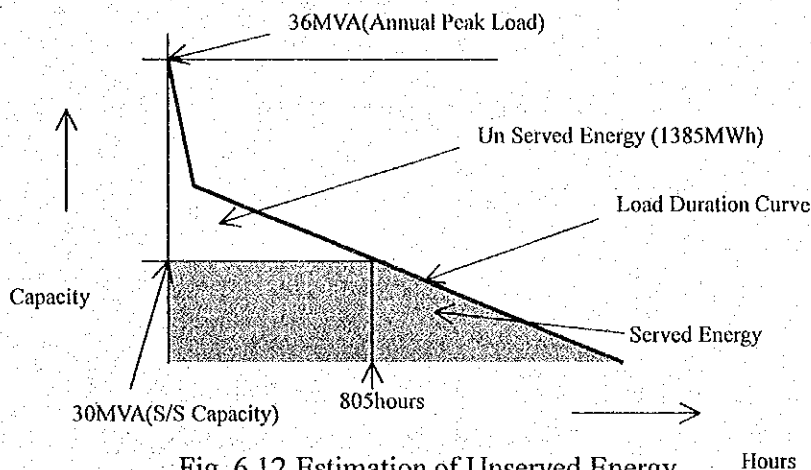 36MVA(Annual Peak Load)
Un Served Energy (1385MWh)
Load Duration Curve
Capacity
Served Energy
30MVA(S/S Capacity)
805hours
Hours
Fig. 6.12 Estimation of Unserved Energy